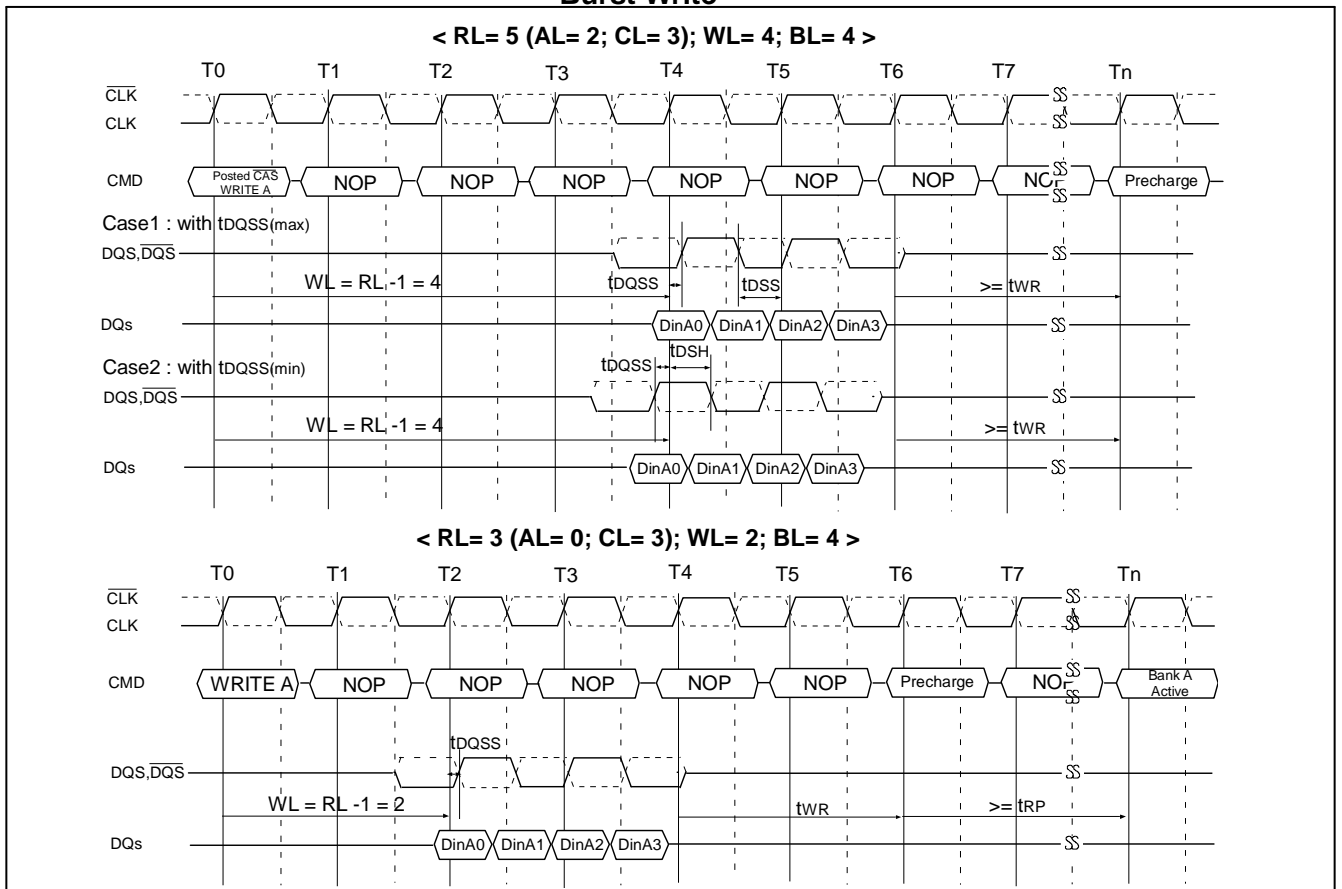 Burst Write
< RL= 5 (AL= 2; CL= 3); WL= 4; BL= 4 >
T0 T1 T2 T3 T4 T5 T6 T7 Tn
CLK
CLK
CMD Posted CAS WRITE A NOP NOP NOP NOP NOP NOP NOP Precharge
Case1 : with tDQSS(max)
DQS,DQS
WL = RL -1 = 4 tDQSS tDSS >= tWR
DQs DinA0 DinA1 DinA2 DinA3
Case2 : with tDQSS(min) tDQSS tDSH
DQS,DQS
WL = RL -1 = 4 >= tWR
DQs DinA0 DinA1 DinA2 DinA3
< RL= 3 (AL= 0; CL= 3); WL= 2; BL= 4 >
T0 T1 T2 T3 T4 T5 T6 T7 Tn
CLK
CLK
CMD WRITE A NOP NOP NOP NOP NOP Precharge NOP Bank A Active
tDQSS
DQS,DQS
WL = RL -1 = 2 tWR >= tRP
DQs DinA0 DinA1 DinA2 DinA3